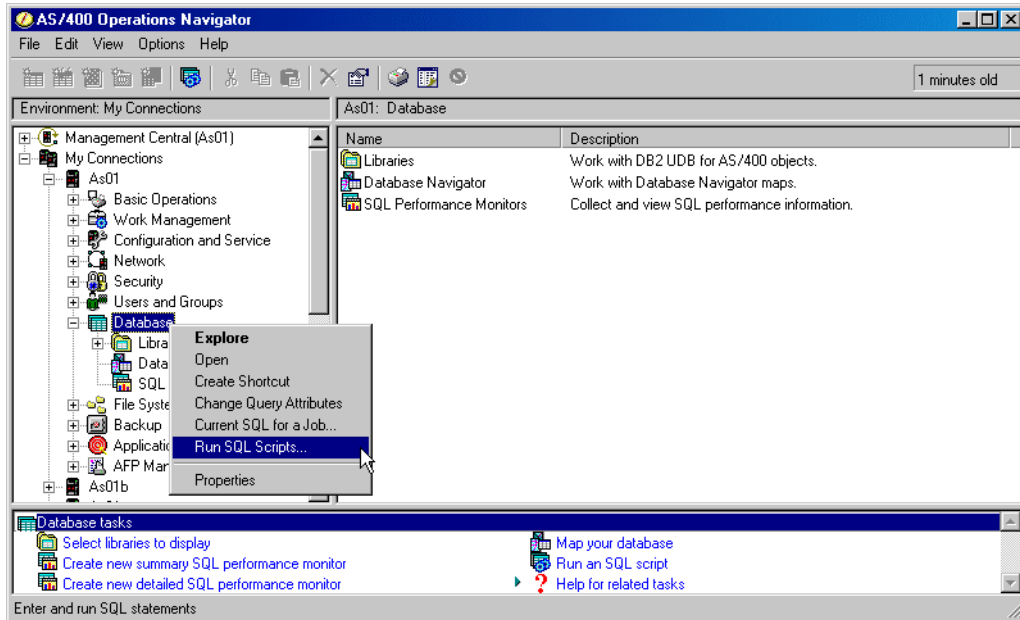 AS/400 Operations Navigator
File Edit View Options Help
1 minutes old
Environment: My Connections
As01: Database
Management Central (As01)
My Connections
As01
Basic Operations
Work Management
Configuration and Service
Network
Security
Users and Groups
Database
Libra
Data
SQL
File Syste
Backup
Applicatio
AFP Mar
As01b
Explore
Open
Create Shortcut
Change Query Attributes
Current SQL for a Job...
Run SQL Scripts...
Properties
Name Description
Libraries Work with DB2 UDB for AS/400 objects.
Database Navigator Work with Database Navigator maps.
SQL Performance Monitors Collect and view SQL performance information.
Database tasks
Select libraries to display
Create new summary SQL performance monitor
Create new detailed SQL performance monitor
Map your database
Run an SQL script
Help for related tasks
Enter and run SQL statements